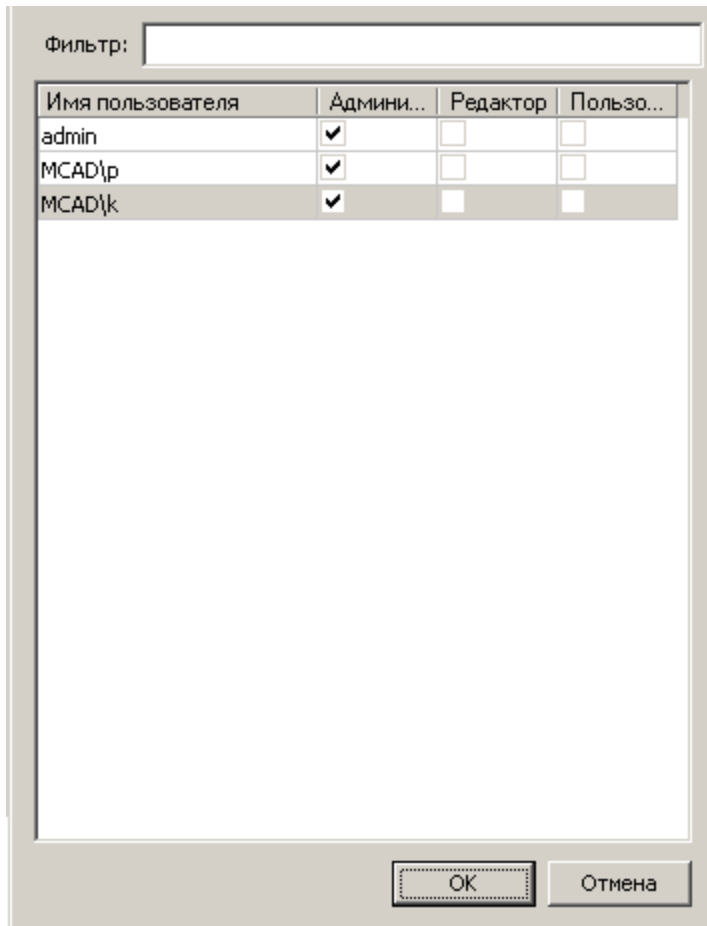 Фильтр:
Имя пользователя Админи... Редактор Пользо...
admin
MCAD\p
MCAD\k
OK Отмена